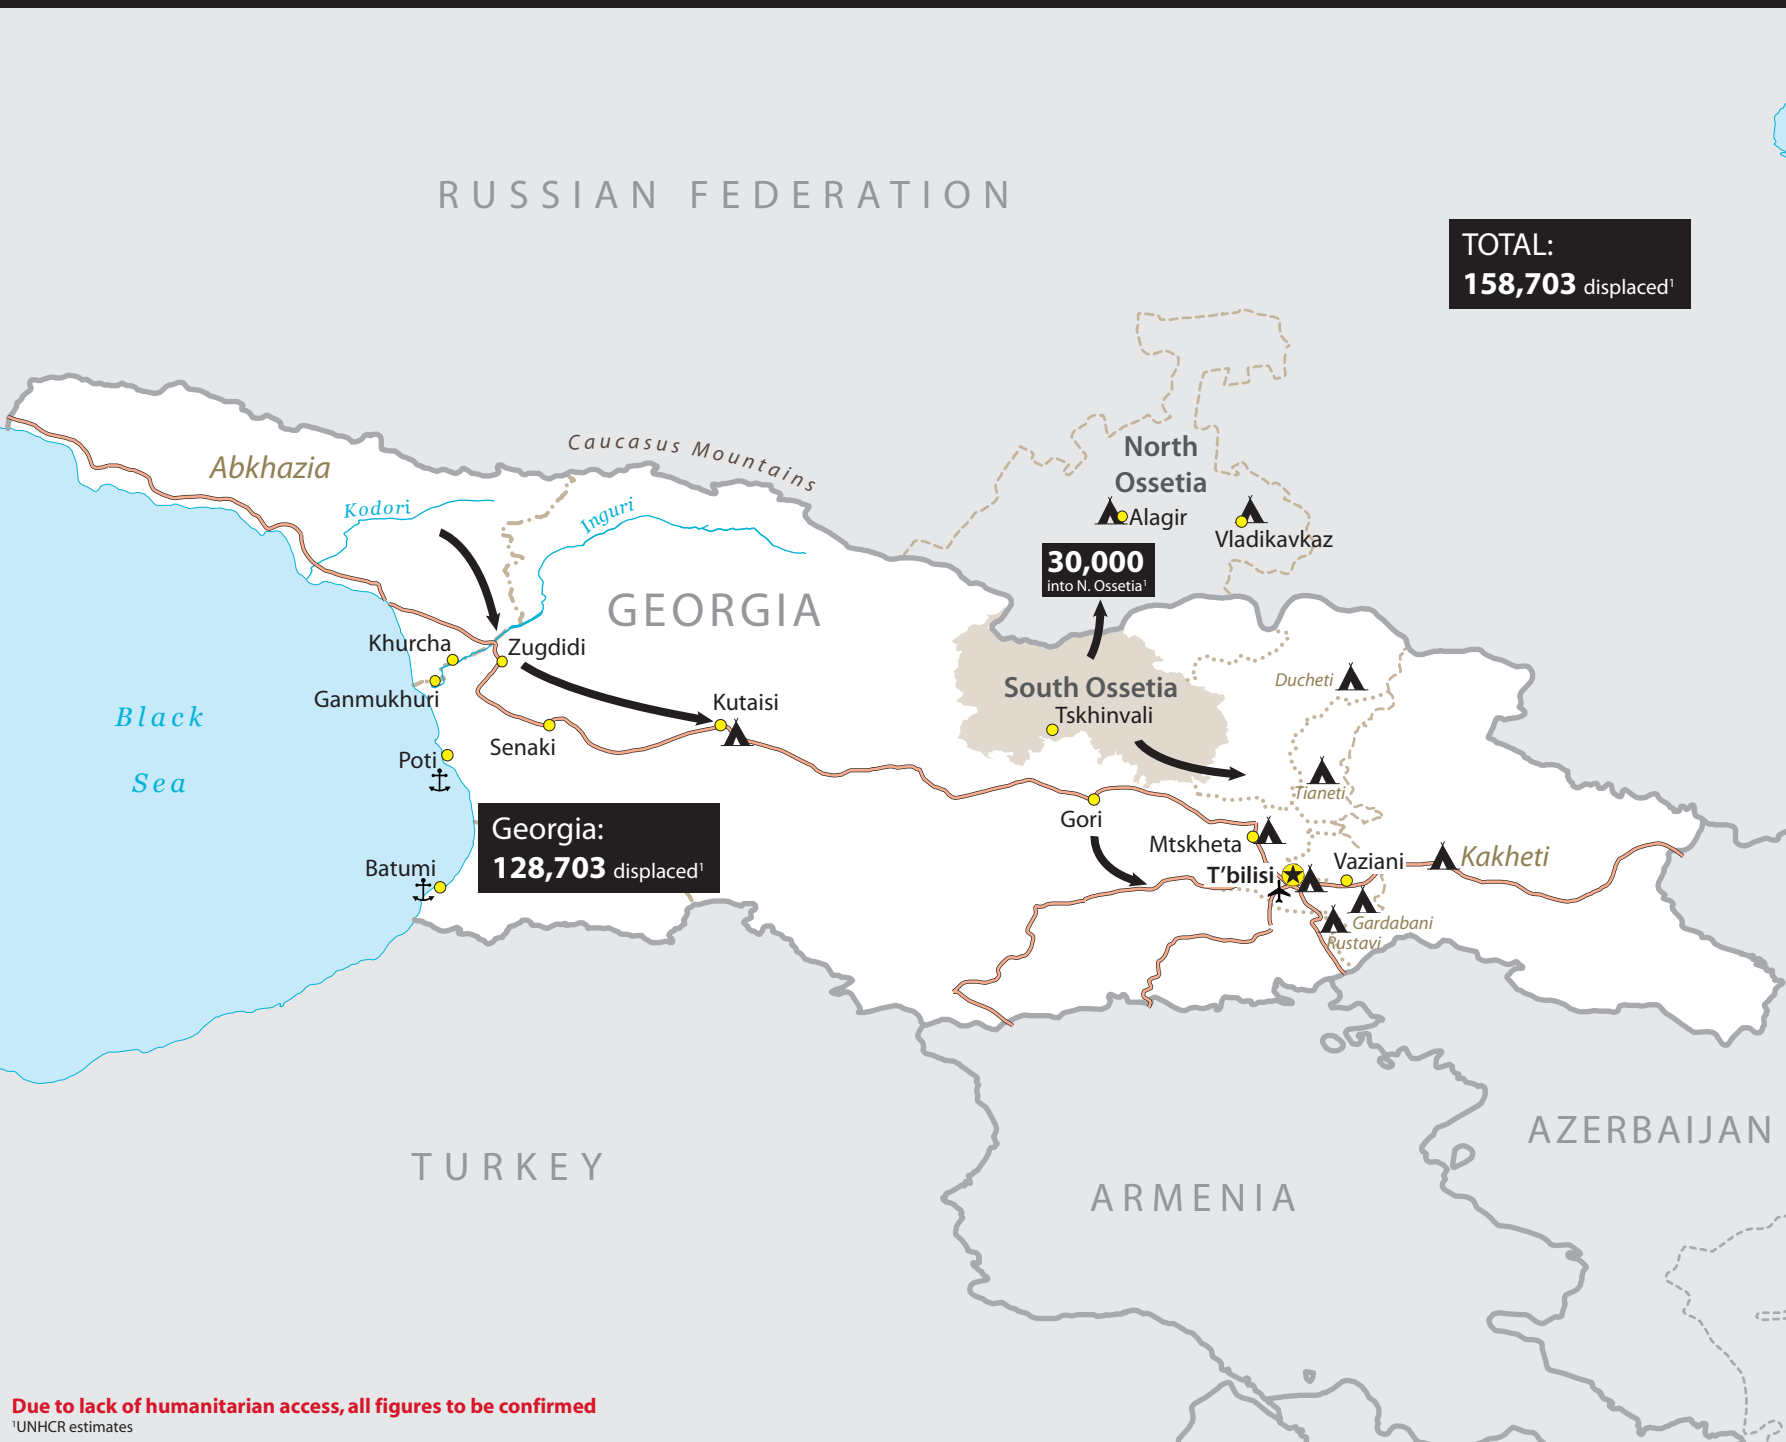 RUSSIAN FEDERATION
TOTAL:
158,703 displaced¹
Caucasus Mountains
North
Ossetia
Abkhazia
Kodori
Inguri
Alagir
Vladikavkaz
30,000
into N. Ossetia¹
GEORGIA
Khurcha
Zugdidi
Ganmukhuri
South Ossetia
Tskhinvali
Ducheti
Black
Sea
Kutaisi
Senaki
Poti
Tianeti
Gori
Georgia:
128,703 displaced¹
Mtskheta
Batumi
T'bilisi
Vaziani
Kakheti
Gardabani
Rustavi
TURKEY
ARMENIA
AZERBAIJAN
Due to lack of humanitarian access, all figures to be confirmed
¹UNHCR estimates